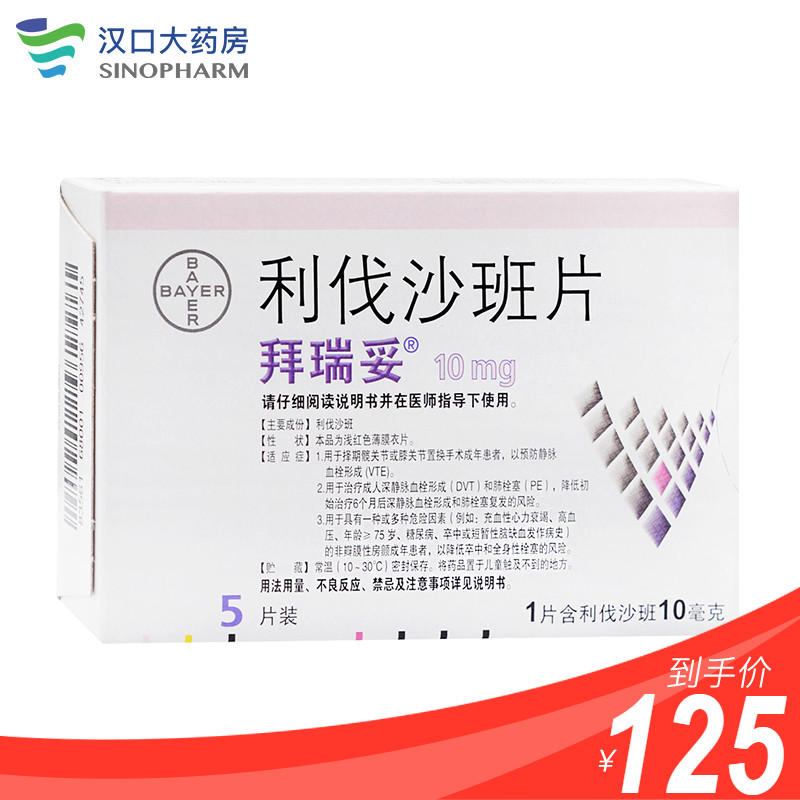 汉口大药房
SINOPHARM
BAYER
BAYER
利伐沙班片
拜瑞妥® 10 mg
请仔细阅读说明书并在医师指导下使用。
【主要成份】利伐沙班
【性 状】本品为浅红色薄膜衣片。
【适 应 症】1.用于择期髋关节或膝关节置换手术成年患者，以预防静脉
血栓形成(VTE)。
2.用于治疗成人深静脉血栓形成(DVT)和肺栓塞(PE)，降低初
始治疗6个月后深静脉血栓形成和肺栓塞复发的风险。
3.用于具有一种或多种危险因素(例如：充血性心力衰竭、高血
压、年龄≥75岁、糖尿病、卒中或短暂性脑缺血发作病史)
的非瓣膜性房颤成年患者，以降低卒中和全身性栓塞的风险。
【贮 藏】常温(10~30℃)密封保存。将药品置于儿童触及不到的地方。
用法用量、不良反应、禁忌及注意事项详见说明书。
5 片装
1片含利伐沙班10毫克
到手价
¥125